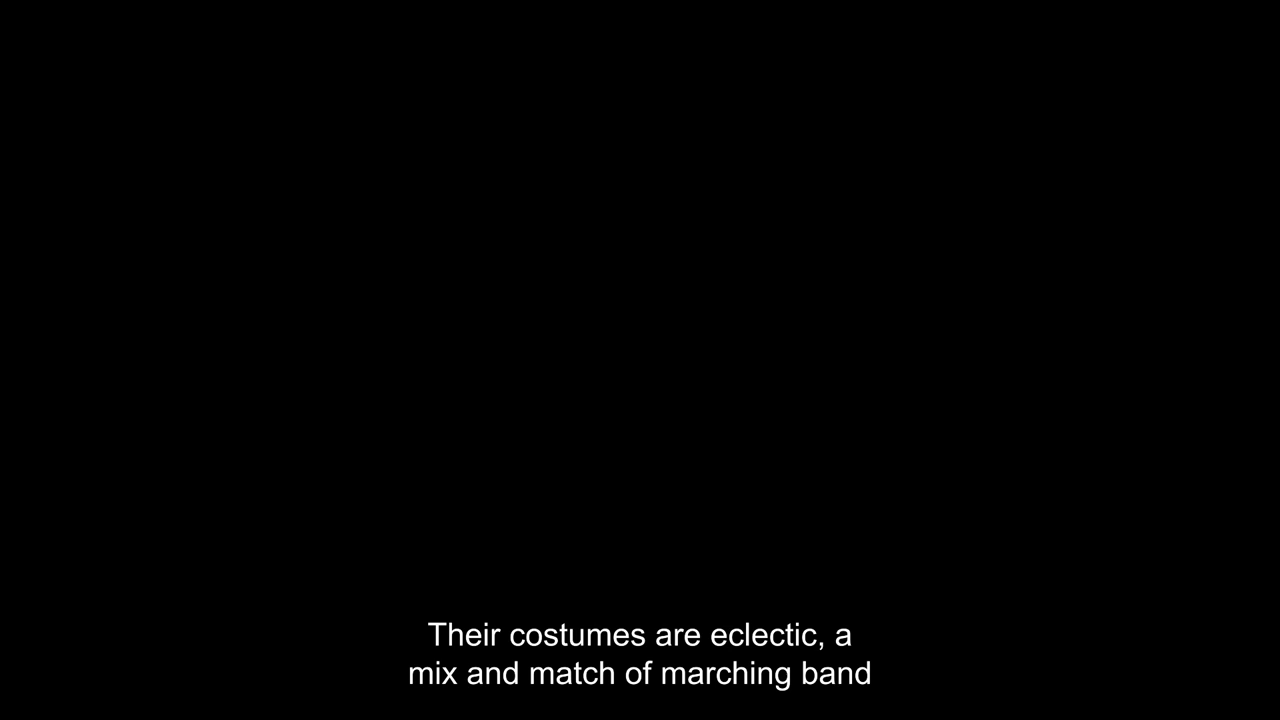 Their costumes are eclectic, a
mix and match of marching band